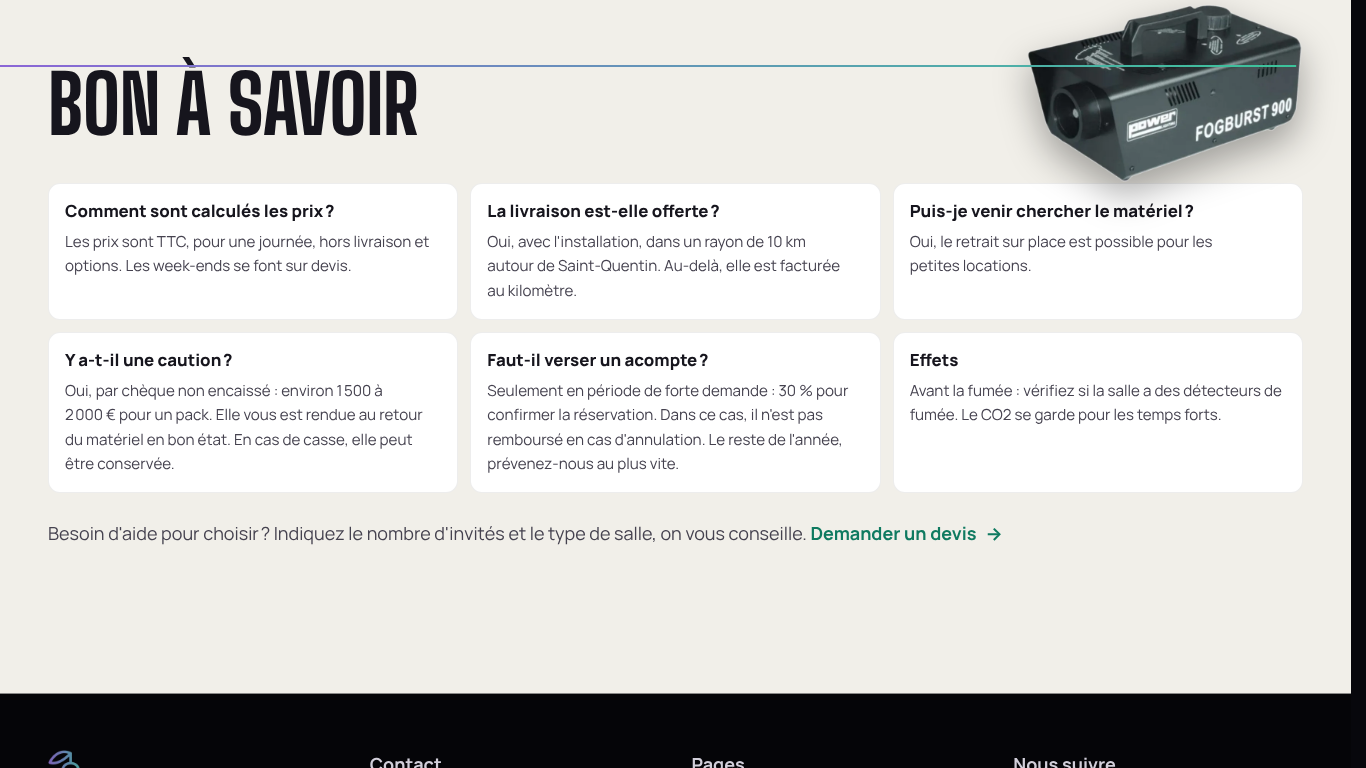 BON À SAVOIR
power
FOGBURST 900
Comment sont calculés les prix ?
Les prix sont TTC, pour une journée, hors livraison et
options. Les week-ends se font sur devis.
La livraison est-elle offerte ?
Oui, avec l'installation, dans un rayon de 10 km
autour de Saint-Quentin. Au-delà, elle est facturée
au kilomètre.
Puis-je venir chercher le matériel ?
Oui, le retrait sur place est possible pour les
petites locations.
Y a-t-il une caution ?
Oui, par chèque non encaissé : environ 1 500 à
2 000 € pour un pack. Elle vous est rendue au retour
du matériel en bon état. En cas de casse, elle peut
être conservée.
Faut-il verser un acompte ?
Seulement en période de forte demande : 30 % pour
confirmer la réservation. Dans ce cas, il n'est pas
remboursé en cas d'annulation. Le reste de l'année,
prévenez-nous au plus vite.
Effets
Avant la fumée : vérifiez si la salle a des détecteurs de
fumée. Le CO2 se garde pour les temps forts.
Besoin d'aide pour choisir ? Indiquez le nombre d'invités et le type de salle, on vous conseille. Demander un devis →
Contact
Pages
Nous suivre